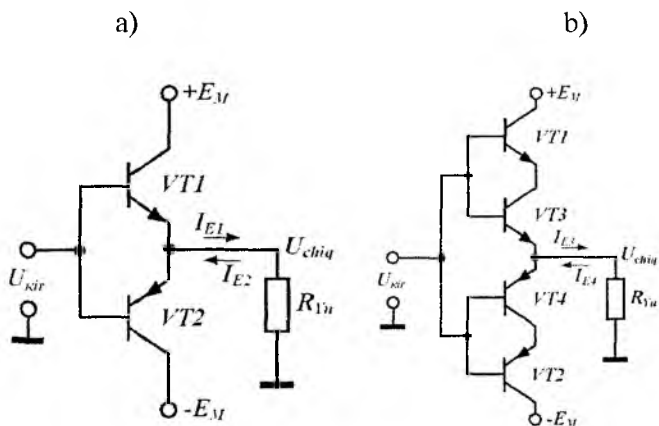 a)
+E_M
VT1
I_E1
U_chiq
I_E2
U_kir
R_Yu
VT2
-E_M
b)
+E_M
VT1
VT3
I_E3
U_chiq
I_E4
U_kir
VT4
R_Yu
VT2
-E_M